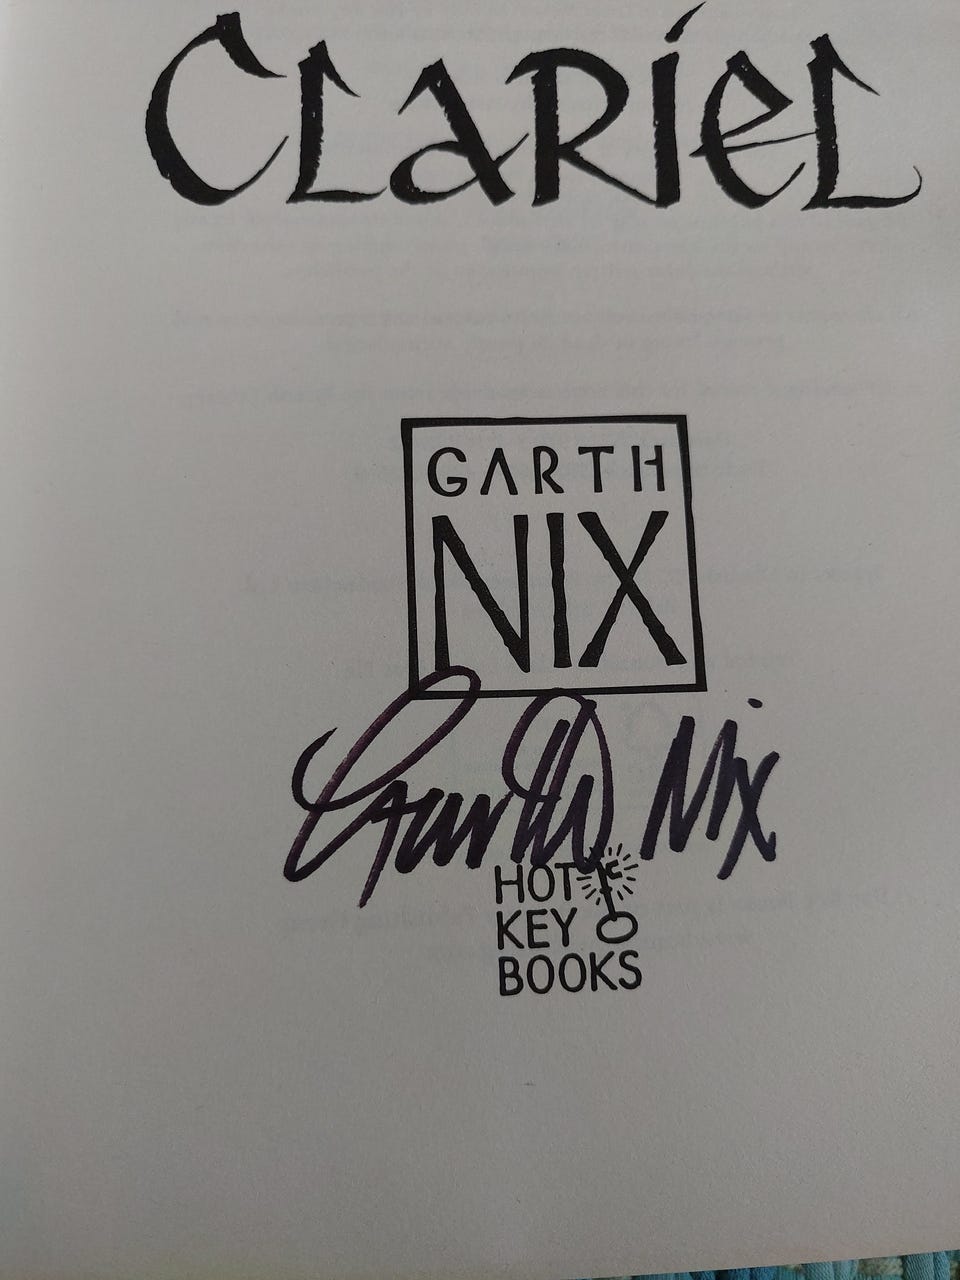 CLARIEL
GARTH
NIX
Garth Nix
HOT
KEY
BOOKS